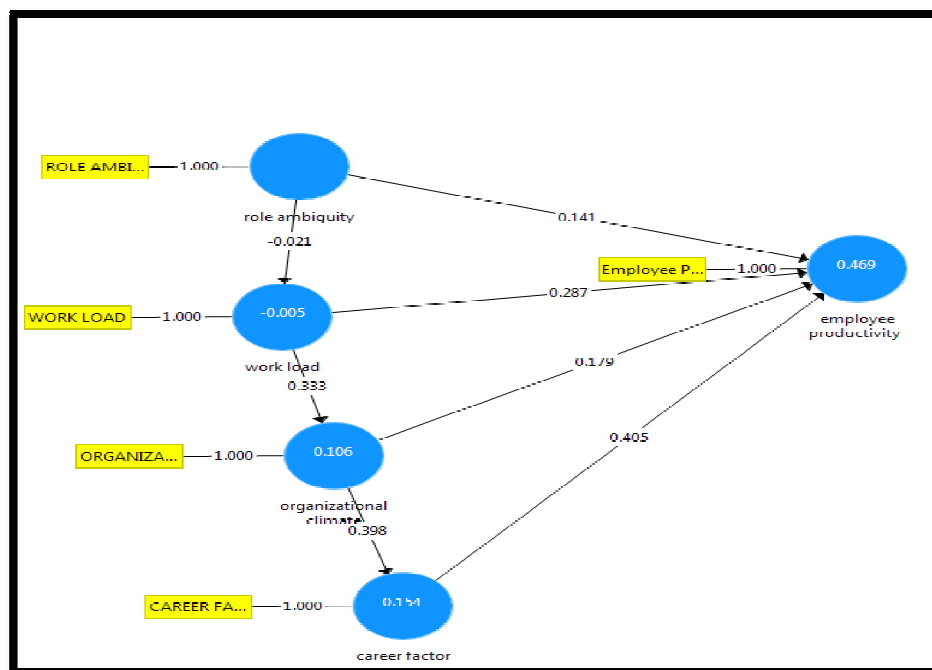 ROLE AMBI...
1.000
role ambiquity
0.141
-0.021
0.469
Employee P...
1.000
employee
productivity
0.287
WORK LOAD
1.000
-0.005
work load
0.333
0.179
ORGANIZA...
1.000
0.106
0.405
organizational
climate
0.398
CAREER FA...
1.000
0.154
career factor